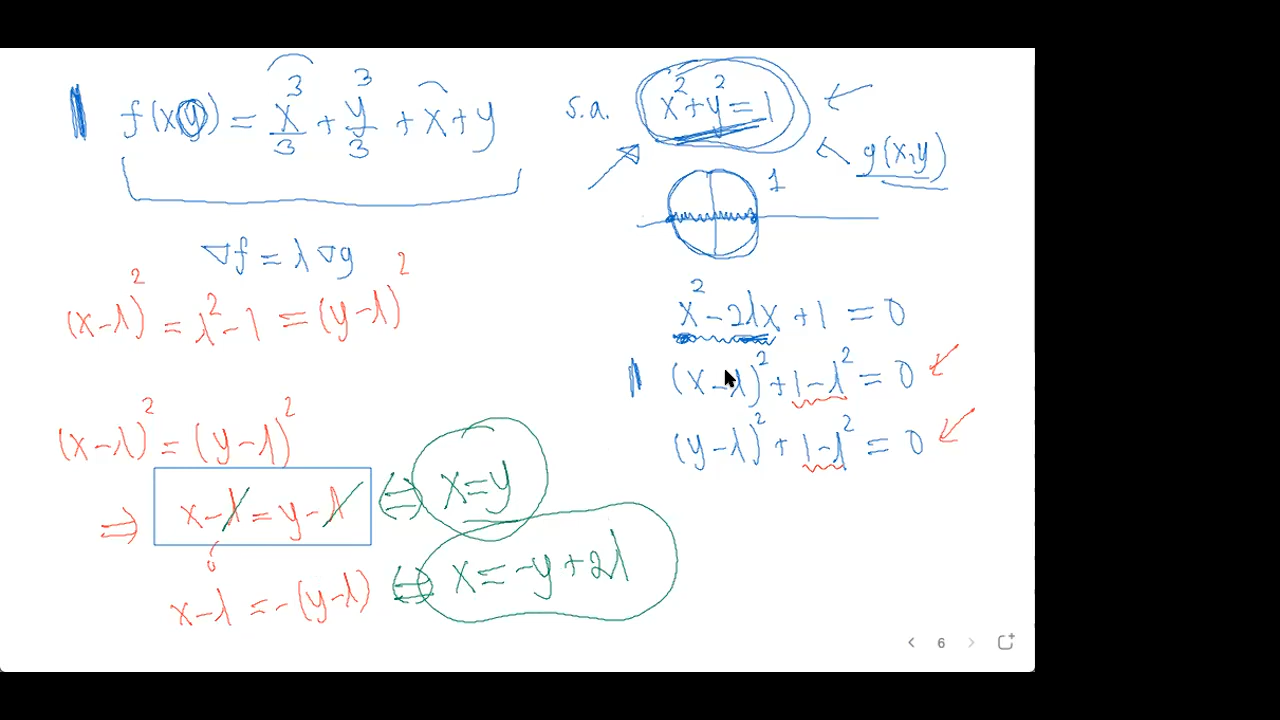 f(x,y) = x³/3 + y³/3 + x + y s.a. x² + y² = 1
g(x,y)
1
∇f = λ∇g
(x-λ)² = λ² - 1 = (y-λ)²
x² - 2λx + 1 = 0
(x-λ)² + 1 - λ² = 0
(y-λ)² + 1 - λ² = 0
(x-λ)² = (y-λ)²
⇒ x - λ = y - λ ⇔ x = y
ó
x - λ = -(y-λ) ⇔ x = -y + 2λ
6